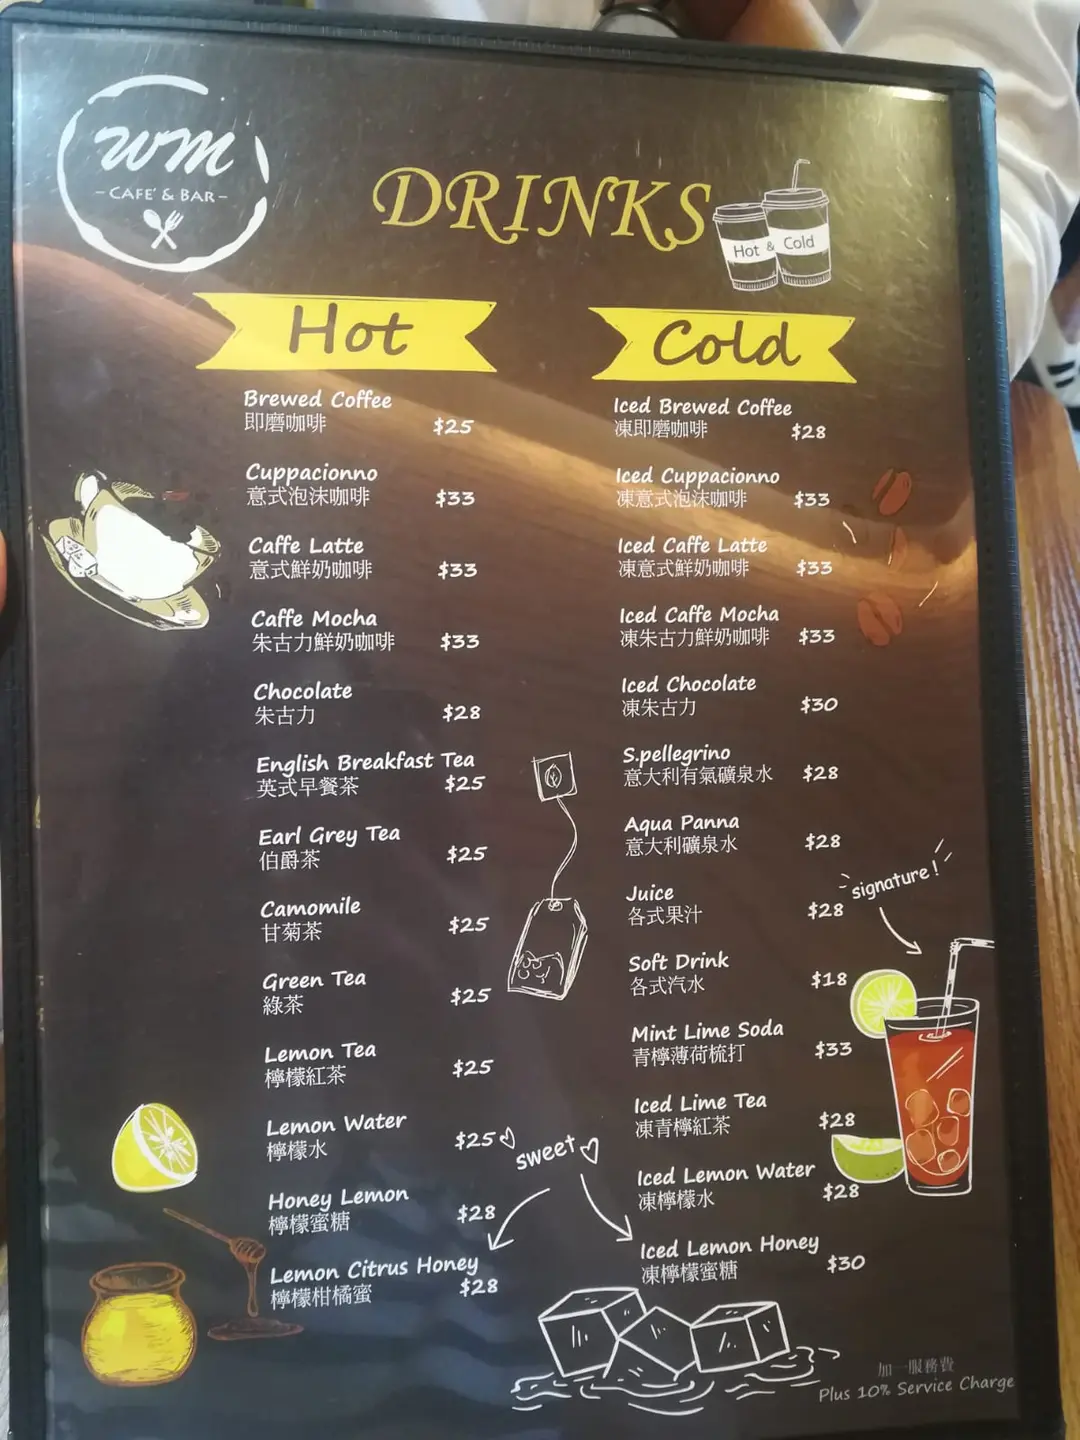 wm
- CAFE' & BAR -
DRINKS
Hot & Cold
Hot
Brewed Coffee
即磨咖啡 $25
Cuppacionno
意式泡沫咖啡 $33
Caffe Latte
意式鮮奶咖啡 $33
Caffe Mocha
朱古力鮮奶咖啡 $33
Chocolate
朱古力 $28
English Breakfast Tea
英式早餐茶 $25
Earl Grey Tea
伯爵茶 $25
Camomile
甘菊茶 $25
Green Tea
綠茶 $25
Lemon Tea
檸檬紅茶 $25
Lemon Water
檸檬水 $25
Honey Lemon
檸檬蜜糖 $28
Lemon Citrus Honey
檸檬柑橘蜜 $28
sweet
Cold
Iced Brewed Coffee
凍即磨咖啡 $28
Iced Cuppacionno
凍意式泡沫咖啡 $33
Iced Caffe Latte
凍意式鮮奶咖啡 $33
Iced Caffe Mocha
凍朱古力鮮奶咖啡 $33
Iced Chocolate
凍朱古力 $30
S.pellegrino
意大利有氣礦泉水 $28
Aqua Panna
意大利礦泉水 $28
Juice
各式果汁 $28
signature!
Soft Drink
各式汽水 $18
Mint Lime Soda
青檸薄荷梳打 $33
Iced Lime Tea
凍青檸紅茶 $28
Iced Lemon Water
凍檸檬水 $28
Iced Lemon Honey
凍檸檬蜜糖 $30
加一服務費
Plus 10% Service Charge